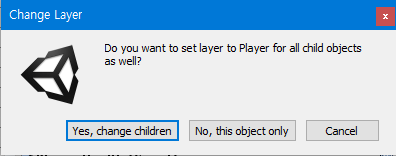 Change Layer
Do you want to set layer to Player for all child objects
as well?
Yes, change children
No, this object only
Cancel